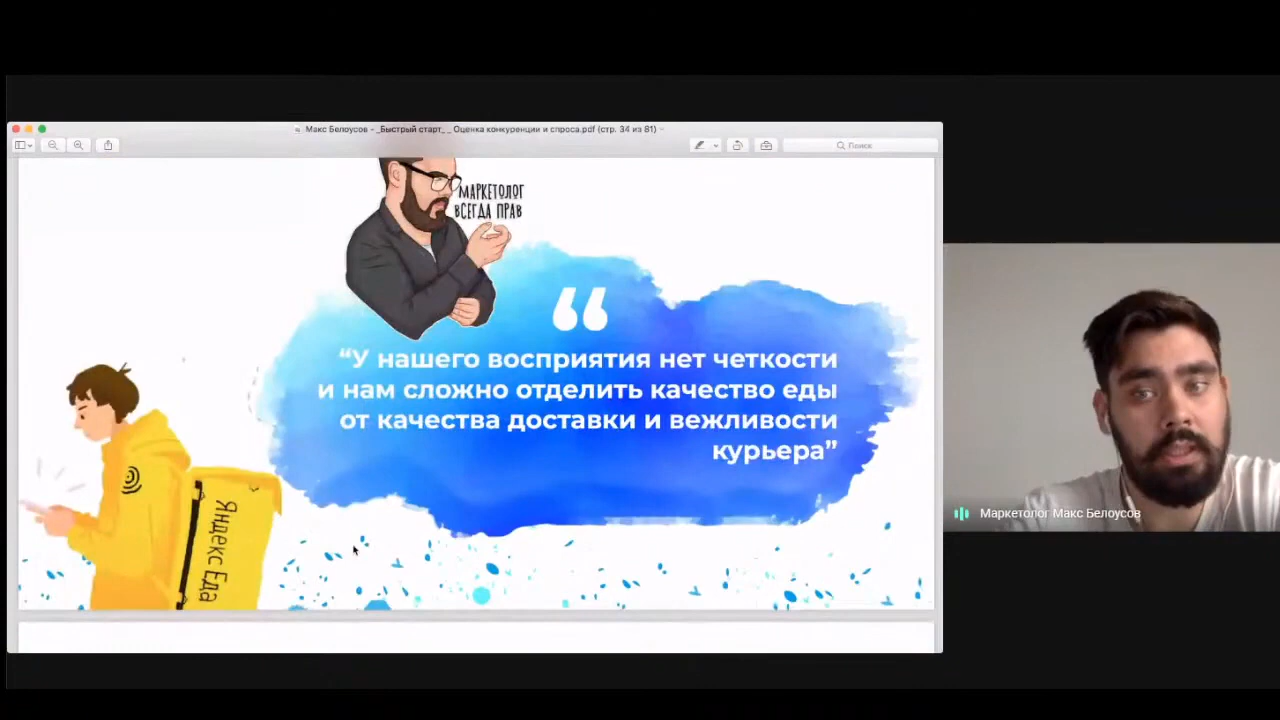 Макс Белоусов - _Быстрый старт_ _ Оценка конкуренции и спроса.pdf (стр. 34 из 81)
Поиск
МАРКЕТОЛОГ
ВСЕГДА ПРАВ
“
“У нашего восприятия нет четкости
и нам сложно отделить качество еды
от качества доставки и вежливости
курьера”
Яндекс Еда
Маркетолог Макс Белоусов